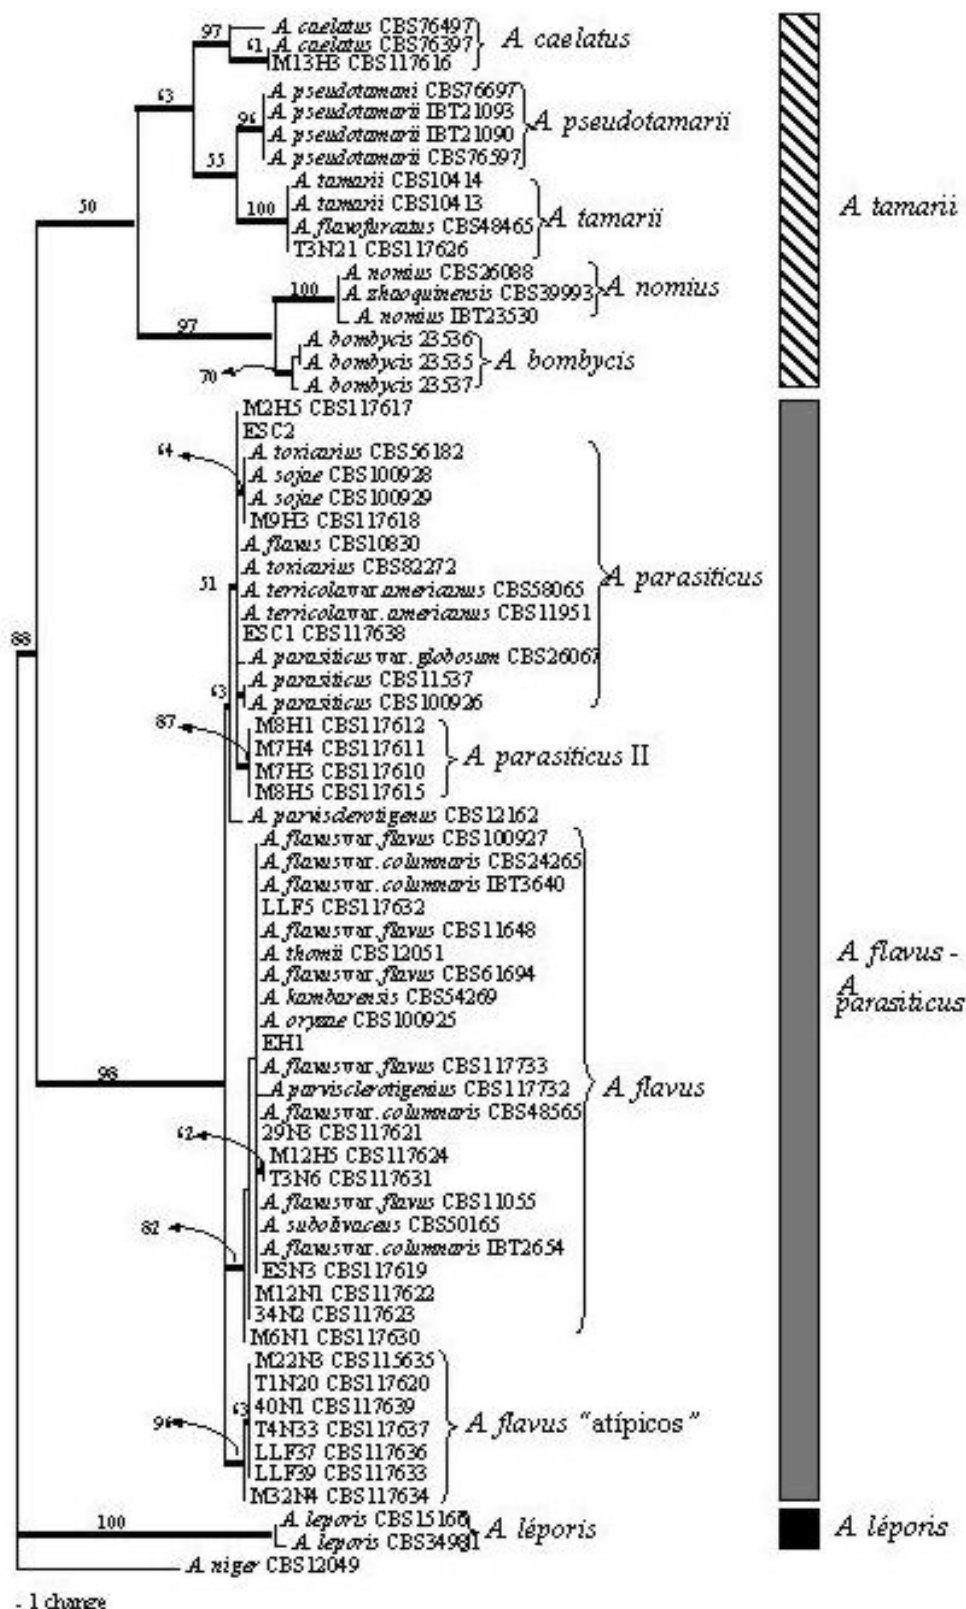 97
A. caelatus CBS76497
A. caelatus CBS76397
61
M13H3 CBS117616
A. caelatus
63
A. pseudotamarii CBS76697
A. pseudotamarii IBT21093
96
A. pseudotamarii IBT21090
A. pseudotamarii CBS76597
A. pseudotamarii
55
A. tamarii CBS10414
A. tamarii CBS10413
100
A. flavofurcatus CBS48465
T3N21 CBS117626
A. tamarii
A. tamarii
50
A. nomius CBS26088
100
A. zhaoquinensis CBS39993
A. nomius IBT23530
A. nomius
97
A. bombycis 23536
A. bombycis 23535
A. bombycis 23537
A. bombycis
70
M2H5 CBS117617
ESC2
64
A. toxicarius CBS56182
A. sojae CBS100928
A. sojae CBS100929
M9H3 CBS117618
A. flavus CBS10830
A. toxicarius CBS82272
51
A. terricola var. americanus CBS58065
A. terricola var. americanus CBS11951
ESC1 CBS117638
A. parasiticus var. globosum CBS26067
A. parasiticus CBS11537
A. parasiticus CBS100926
A. parasiticus
88
63
87
M8H1 CBS117612
M7H4 CBS117611
M7H3 CBS117610
M8H5 CBS117615
A. parasiticus II
A. parvisclerotigenus CBS12162
A. flavus var. flavus CBS100927
A. flavus var. columnaris CBS24265
A. flavus var. columnaris IBT3640
LLF5 CBS117632
A. flavus var. flavus CBS11648
A. thomii CBS12051
A. flavus var. flavus CBS61694
A. kambarensis CBS54269
A. oryzae CBS100925
EH1
A. flavus var. flavus CBS117733
A. parvisclerotigenius CBS117732
A. flavus var. columnaris CBS48565
29N3 CBS117621
62
M12H5 CBS117624
T3N6 CBS117631
A. flavus var. flavus CBS11055
82
A. subolivaceus CBS50165
A. flavus var. columnaris IBT2654
ESN3 CBS117619
M12N1 CBS117622
34N2 CBS117623
M6N1 CBS117630
A. flavus
98
A. flavus -
A.
parasiticus
M22N3 CBS115635
T1N20 CBS117620
63
40N1 CBS117639
96
T4N33 CBS117637
LLF37 CBS117636
LLF39 CBS117633
M32N4 CBS117634
A. flavus "atípicos"
100
A. leporis CBS15166
A. leporis CBS34981
A. léporis
A. léporis
A. niger CBS12049
- 1 change